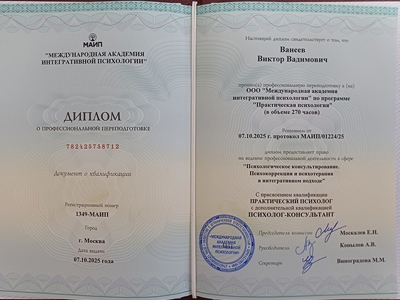 МАИП
"МЕЖДУНАРОДНАЯ АКАДЕМИЯ
ИНТЕГРАТИВНОЙ ПСИХОЛОГИИ"
ДИПЛОМ
О ПРОФЕССИОНАЛЬНОЙ ПЕРЕПОДГОТОВКЕ
782425758712
Документ о квалификации
Регистрационный номер
1349-МАИП
Город
г. Москва
Дата выдачи
07.10.2025 года
Настоящий диплом свидетельствует о том, что
Ванеев
Виктор Вадимович
прошел(а) профессиональную переподготовку в (на)
ООО "Международная академия
интегративной психологии" по программе
"Практическая психология"
(в объеме 270 часов)
Решением от
07.10.2025 г. протокол МАИП/01224/25
диплом предоставляет право
на ведение профессиональной деятельности в сфере
"Психологическое консультирование.
Психокоррекция и психотерапия
в интегративном подходе"
С присвоением квалификации
ПРАКТИЧЕСКИЙ ПСИХОЛОГ
с дополнительной квалификацией
ПСИХОЛОГ-КОНСУЛЬТАНТ
Председатель комиссии Москалев Е.Н.
Руководитель Копылов А.В.
Секретарь Виноградова М.М.
"МЕЖДУНАРОДНАЯ
АКАДЕМИЯ
ИНТЕГРАТИВНОЙ
ПСИХОЛОГИИ"